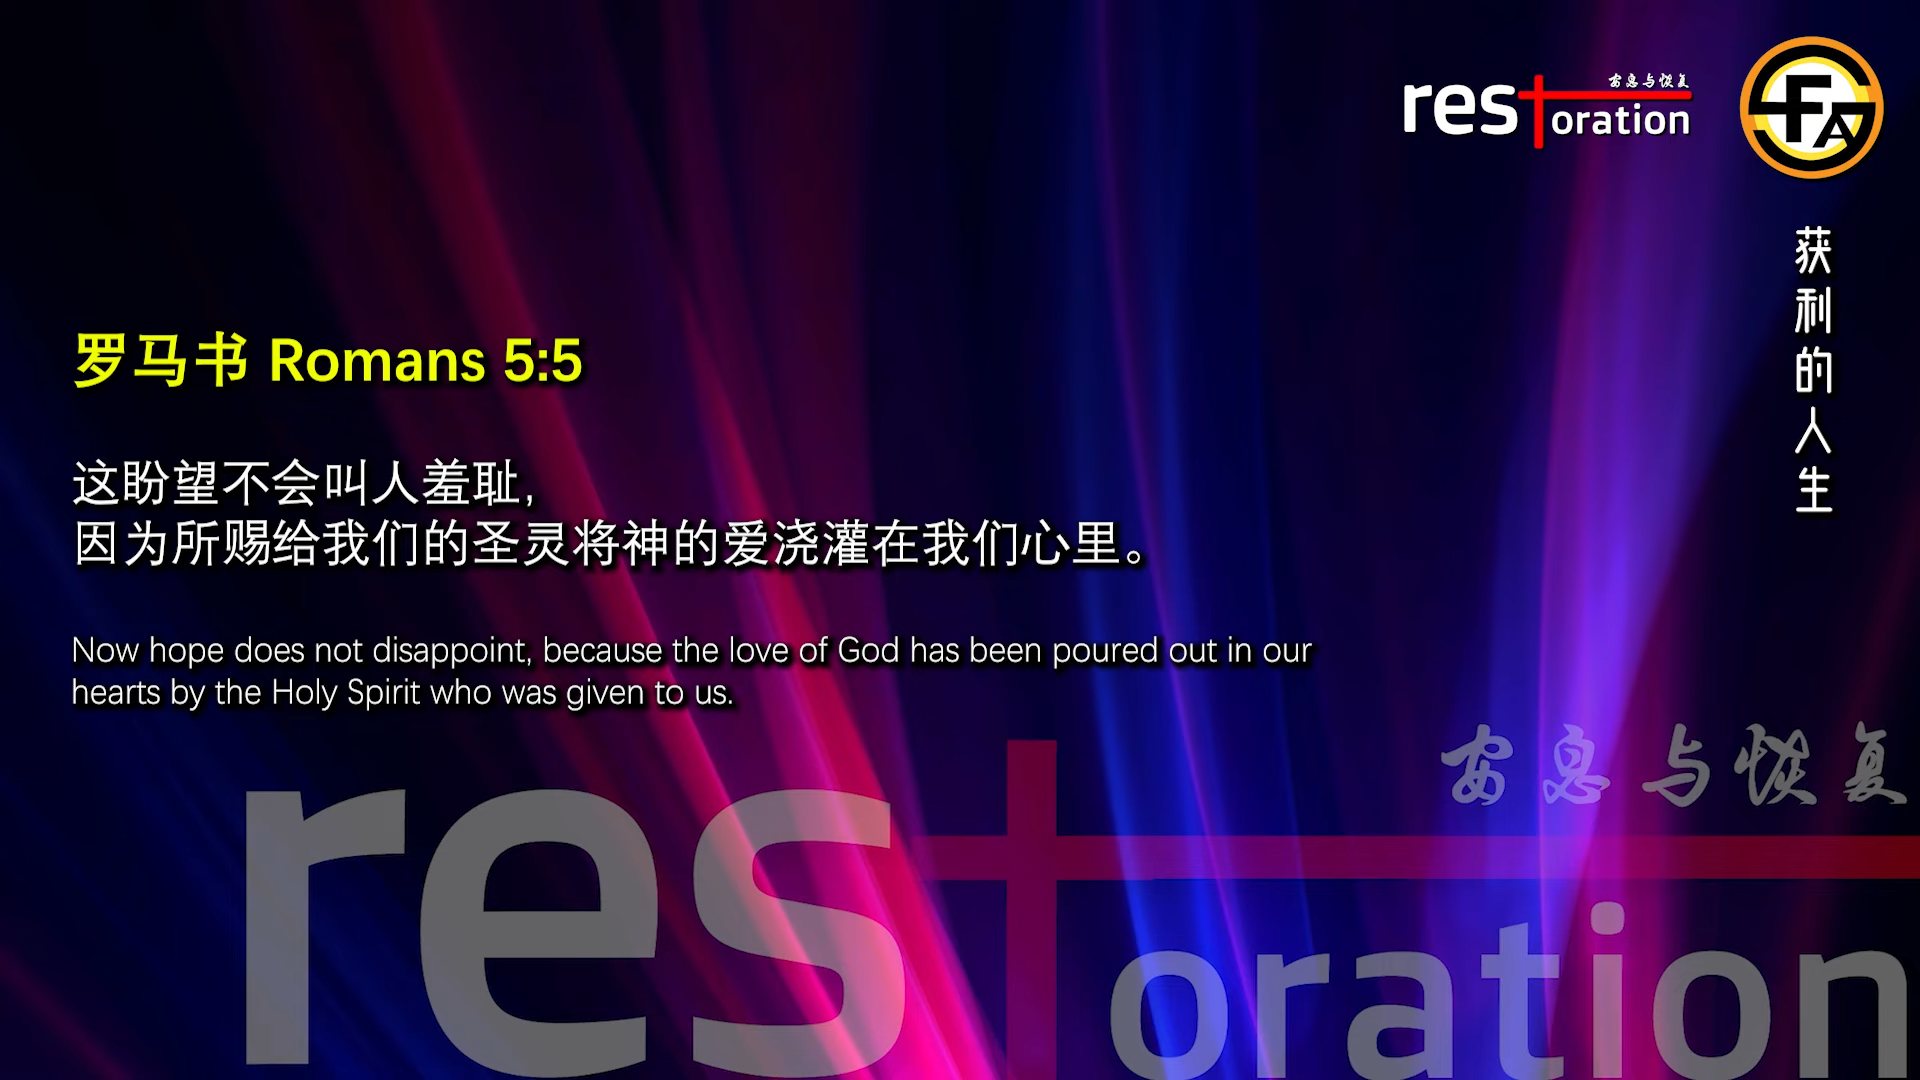 安息与恢复
restoration
SFA
获利的人生
罗马书 Romans 5:5
这盼望不会叫人羞耻,
因为所赐给我们的圣灵将神的爱浇灌在我们心里。
Now hope does not disappoint, because the love of God has been poured out in our
hearts by the Holy Spirit who was given to us.
安息与恢复
restoration